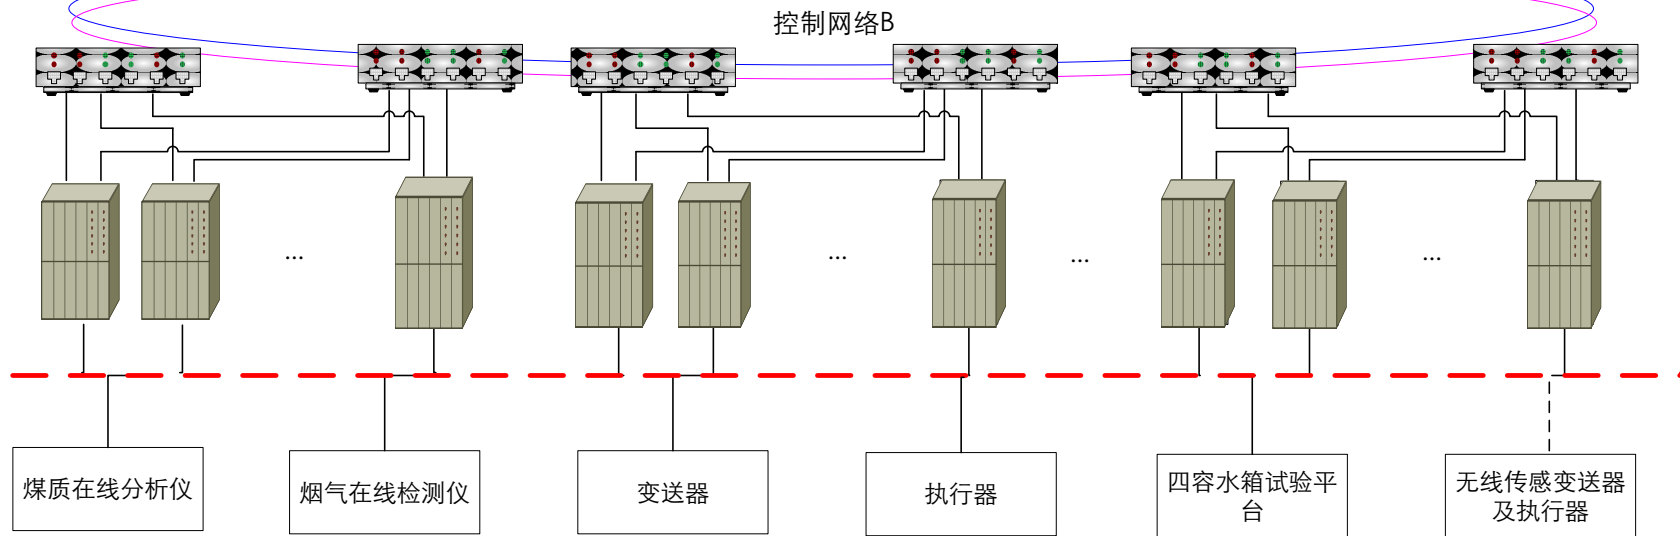 控制网络B
... ... ... ...
煤质在线分析仪
烟气在线检测仪
变送器
执行器
四容水箱试验平
台
无线传感变送器
及执行器